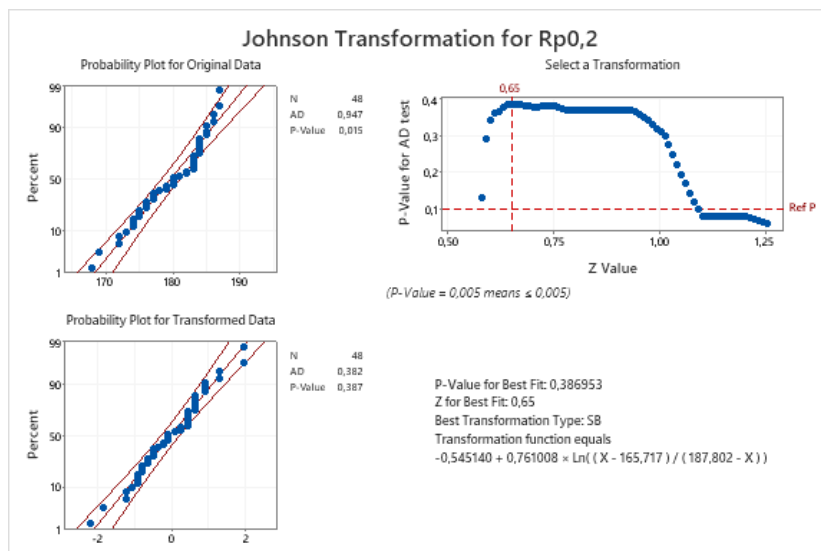 Johnson Transformation for Rp0,2
Probability Plot for Original Data
99
90
50
10
1
Percent
170
180
190
N 48
AD 0,947
P-Value 0,015
Select a Transformation
0,65
0,4
0,3
0,2
0,1
P-Value for AD test
Ref P
0,50
0,75
1,00
1,25
Z Value
(P-Value = 0,005 means ≤ 0,005)
Probability Plot for Transformed Data
99
90
50
10
1
Percent
-2
0
2
N 48
AD 0,382
P-Value 0,387
P-Value for Best Fit: 0,386953
Z for Best Fit: 0,65
Best Transformation Type: SB
Transformation function equals
-0,545140 + 0,761008 × Ln( ( X - 165,717 ) / ( 187,802 - X ) )